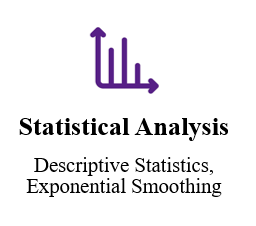 Statistical Analysis
Descriptive Statistics,
Exponential Smoothing